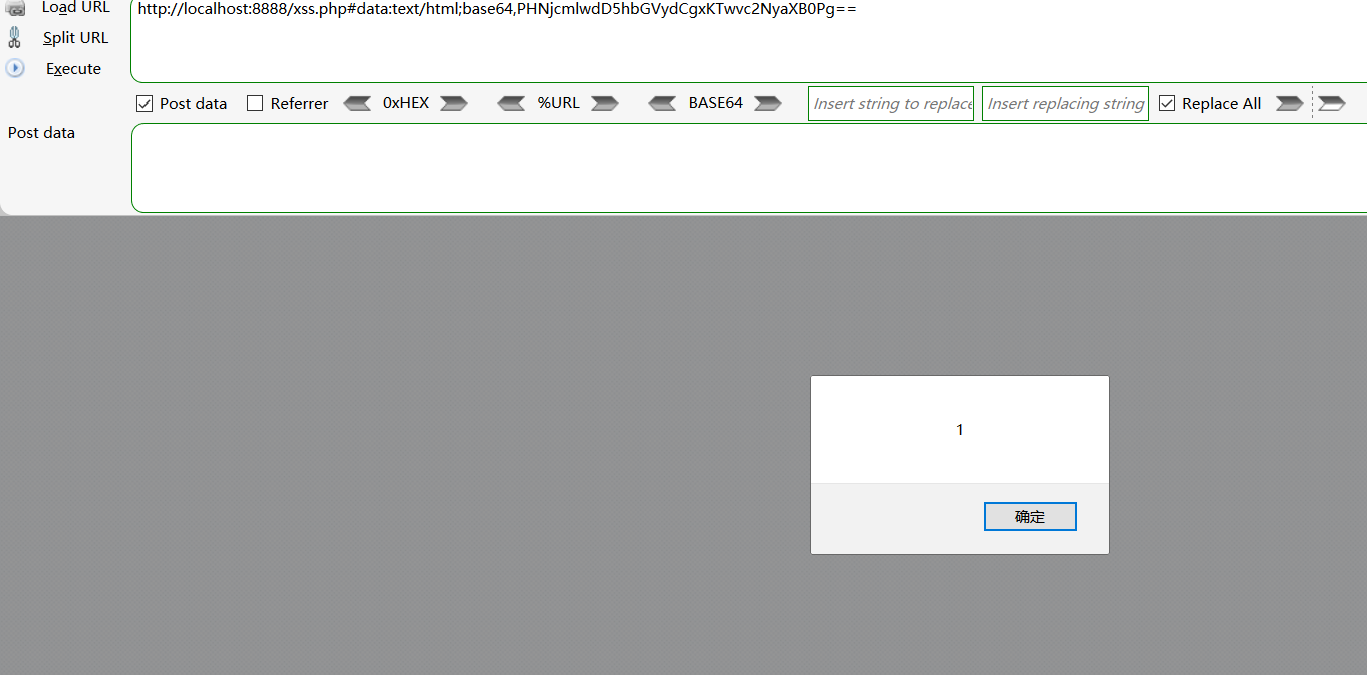 Load URL
http://localhost:8888/xss.php#data:text/html;base64,PHNjcmlwdD5hbGVydCgxKTwvc2NyaXB0Pg==
Split URL
Execute
Post data Referrer 0xHEX %URL BASE64 Insert string to replace Insert replacing string Replace All
Post data
1
确定